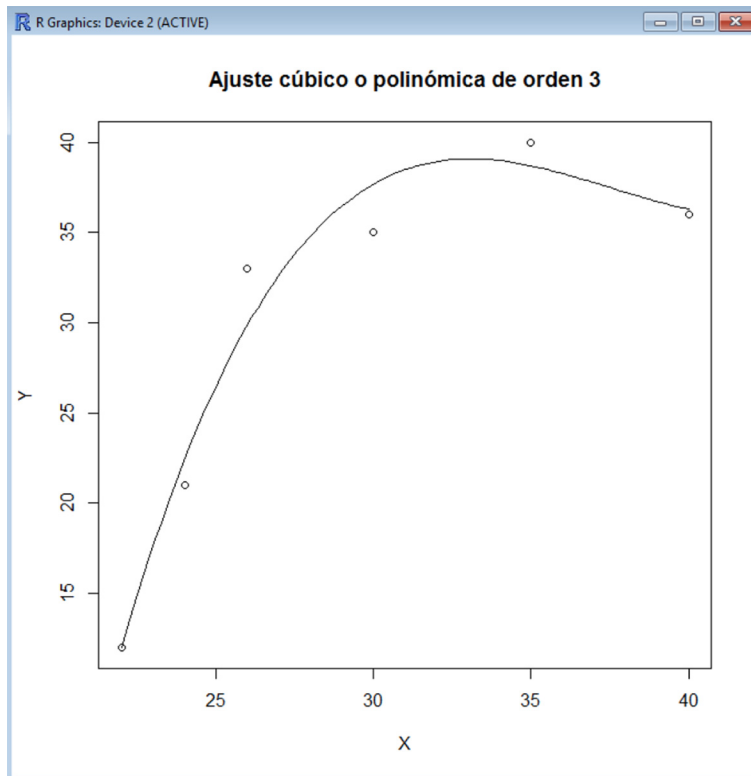 R Graphics: Device 2 (ACTIVE)
Ajuste cúbico o polinómica de orden 3
40
35
30
25
20
15
Y
25 30 35 40
X